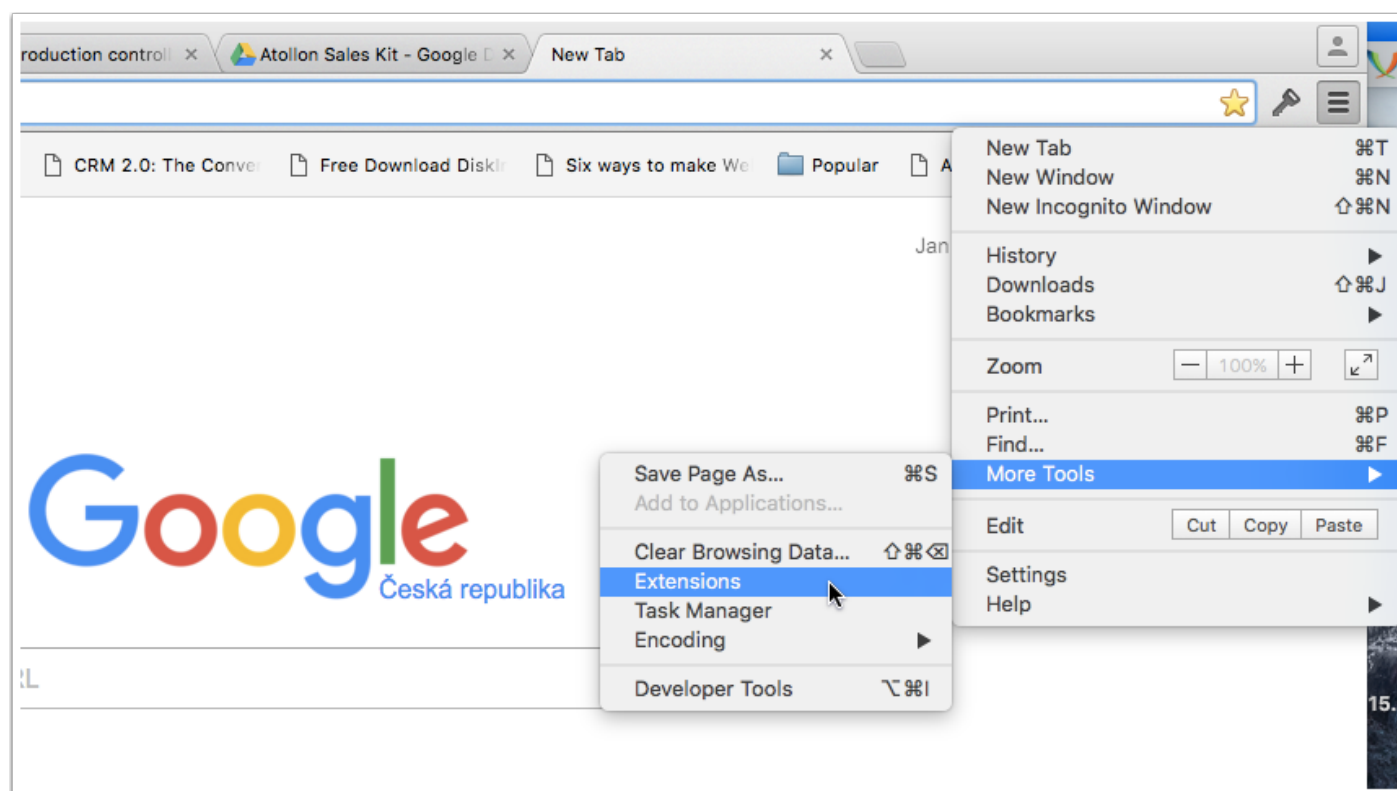 roduction controll
Atollon Sales Kit - Google D
New Tab
CRM 2.0: The Conver
Free Download DiskIn
Six ways to make We
Popular
A
Jan
New Tab ⌘T
New Window ⌘N
New Incognito Window ⇧⌘N
History
Downloads ⇧⌘J
Bookmarks
Zoom − 100% +
Print... ⌘P
Find... ⌘F
More Tools
Edit Cut Copy Paste
Settings
Help
Save Page As... ⌘S
Add to Applications...
Clear Browsing Data... ⇧⌘⌫
Extensions
Task Manager
Encoding
Developer Tools ⌥⌘I
Google
Česká republika
RL
15.